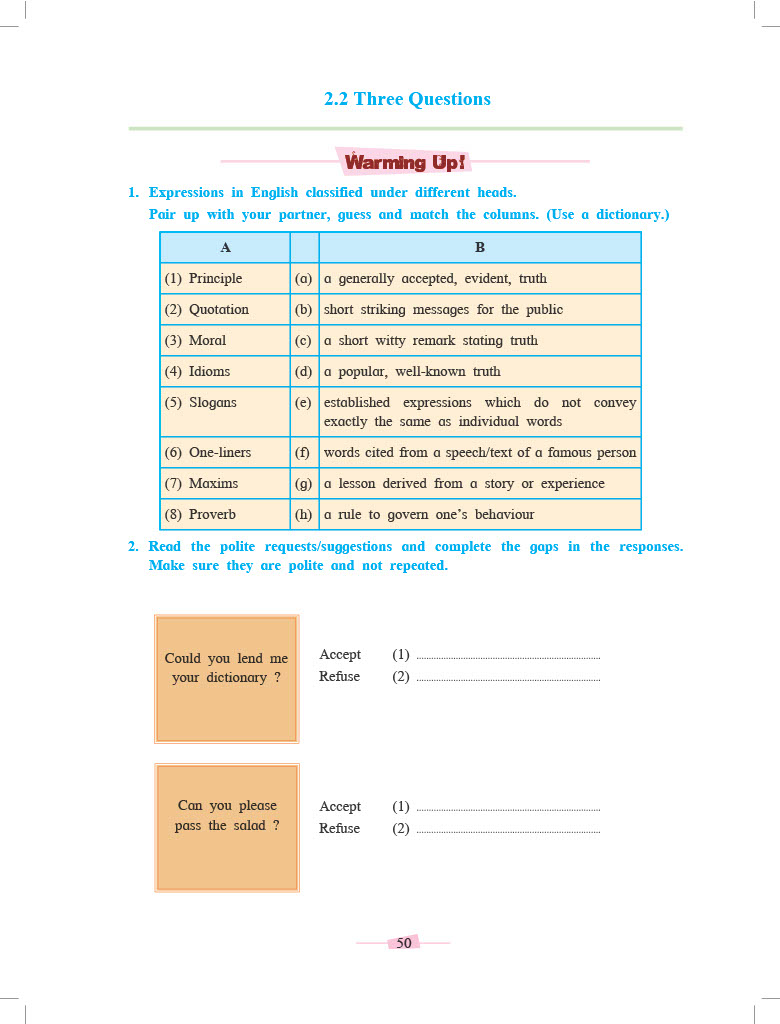 2.2 Three Questions
Warming Up!
1. Expressions in English classified under different heads.
Pair up with your partner, guess and match the columns. (Use a dictionary.)
A B
(1) Principle (a) a generally accepted, evident, truth
(2) Quotation (b) short striking messages for the public
(3) Moral (c) a short witty remark stating truth
(4) Idioms (d) a popular, well-known truth
(5) Slogans (e) established expressions which do not convey
exactly the same as individual words
(6) One-liners (f) words cited from a speech/text of a famous person
(7) Maxims (g) a lesson derived from a story or experience
(8) Proverb (h) a rule to govern one's behaviour
2. Read the polite requests/suggestions and complete the gaps in the responses.
Make sure they are polite and not repeated.
Could you lend me
your dictionary ?
Accept (1) ..............................................................
Refuse (2) ..............................................................
Can you please
pass the salad ?
Accept (1) ..............................................................
Refuse (2) ..............................................................
50